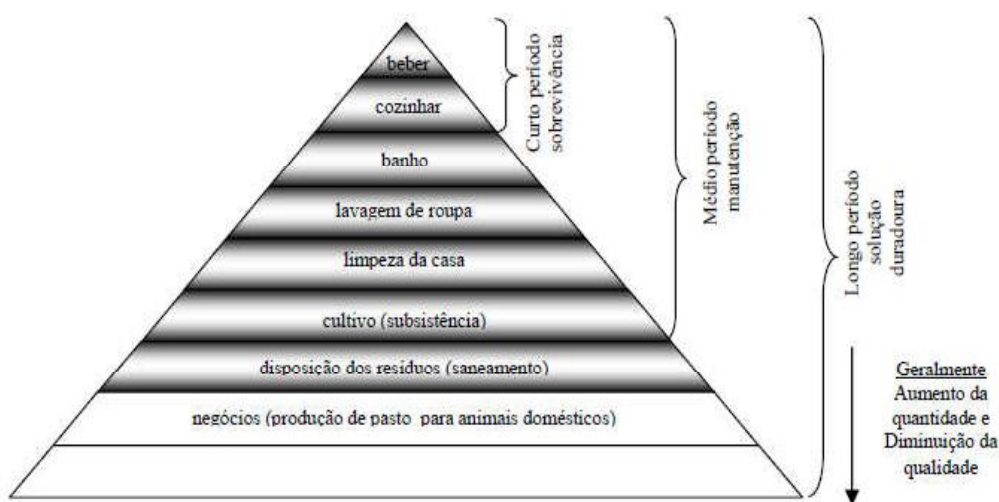 beber
cozinhar
banho
lavagem de roupa
limpeza da casa
cultivo (subsistência)
disposição dos resíduos (saneamento)
negócios (produção de pasto para animais domésticos)
Curto período
sobrevivência
Médio período
manutenção
Longo período
solução
duradoura
Geralmente
Aumento da
quantidade e
Diminuição da
qualidade